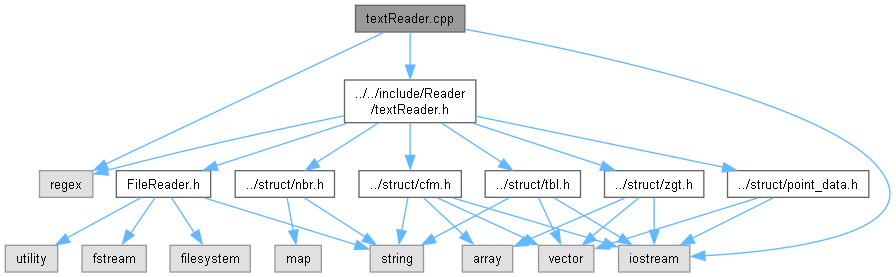 textReader.cpp
../../include/Reader
/textReader.h
regex
FileReader.h
../struct/nbr.h
../struct/cfm.h
../struct/tbl.h
../struct/zgt.h
../struct/point_data.h
utility
fstream
filesystem
map
string
array
vector
iostream